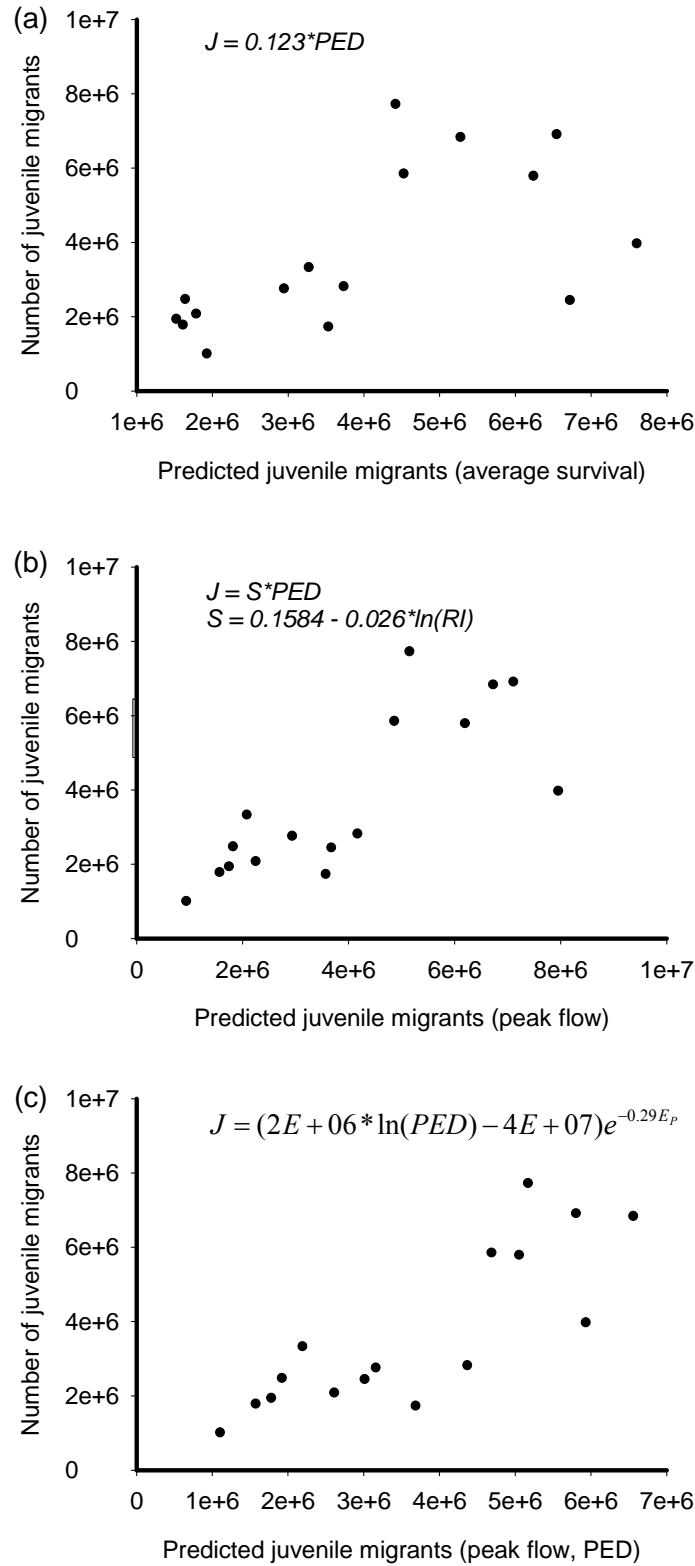 (a)
J = 0.123*PED
Number of juvenile migrants
1e+7
8e+6
6e+6
4e+6
2e+6
0
1e+6 2e+6 3e+6 4e+6 5e+6 6e+6 7e+6 8e+6
Predicted juvenile migrants (average survival)
(b)
J = S*PED
S = 0.1584 - 0.026*ln(RI)
Number of juvenile migrants
1e+7
8e+6
6e+6
4e+6
2e+6
0
0 2e+6 4e+6 6e+6 8e+6 1e+7
Predicted juvenile migrants (peak flow)
(c)
J = (2E + 06 * ln(PED) − 4E + 07)e^{−0.29E_P}
Number of juvenile migrants
1e+7
8e+6
6e+6
4e+6
2e+6
0
0 1e+6 2e+6 3e+6 4e+6 5e+6 6e+6 7e+6
Predicted juvenile migrants (peak flow, PED)